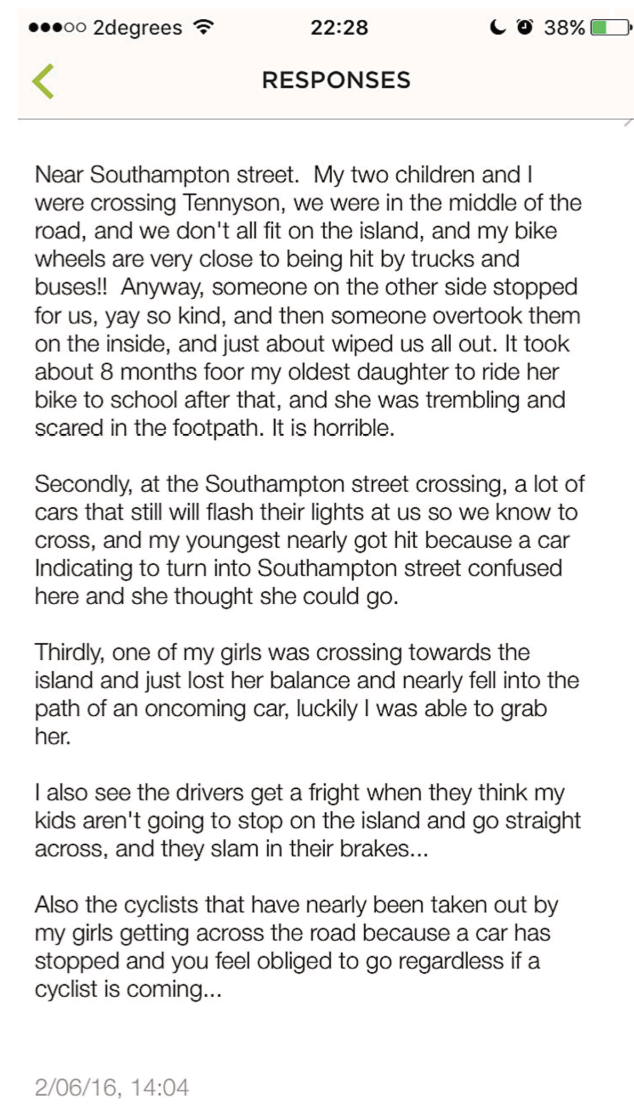 2degrees 22:28 38%
RESPONSES
Near Southampton street.  My two children and I
were crossing Tennyson, we were in the middle of the
road, and we don't all fit on the island, and my bike
wheels are very close to being hit by trucks and
buses!!  Anyway, someone on the other side stopped
for us, yay so kind, and then someone overtook them
on the inside, and just about wiped us all out. It took
about 8 months foor my oldest daughter to ride her
bike to school after that, and she was trembling and
scared in the footpath. It is horrible.
Secondly, at the Southampton street crossing, a lot of
cars that still will flash their lights at us so we know to
cross, and my youngest nearly got hit because a car
Indicating to turn into Southampton street confused
here and she thought she could go.
Thirdly, one of my girls was crossing towards the
island and just lost her balance and nearly fell into the
path of an oncoming car, luckily I was able to grab
her.
I also see the drivers get a fright when they think my
kids aren't going to stop on the island and go straight
across, and they slam in their brakes...
Also the cyclists that have nearly been taken out by
my girls getting across the road because a car has
stopped and you feel obliged to go regardless if a
cyclist is coming...
2/06/16, 14:04